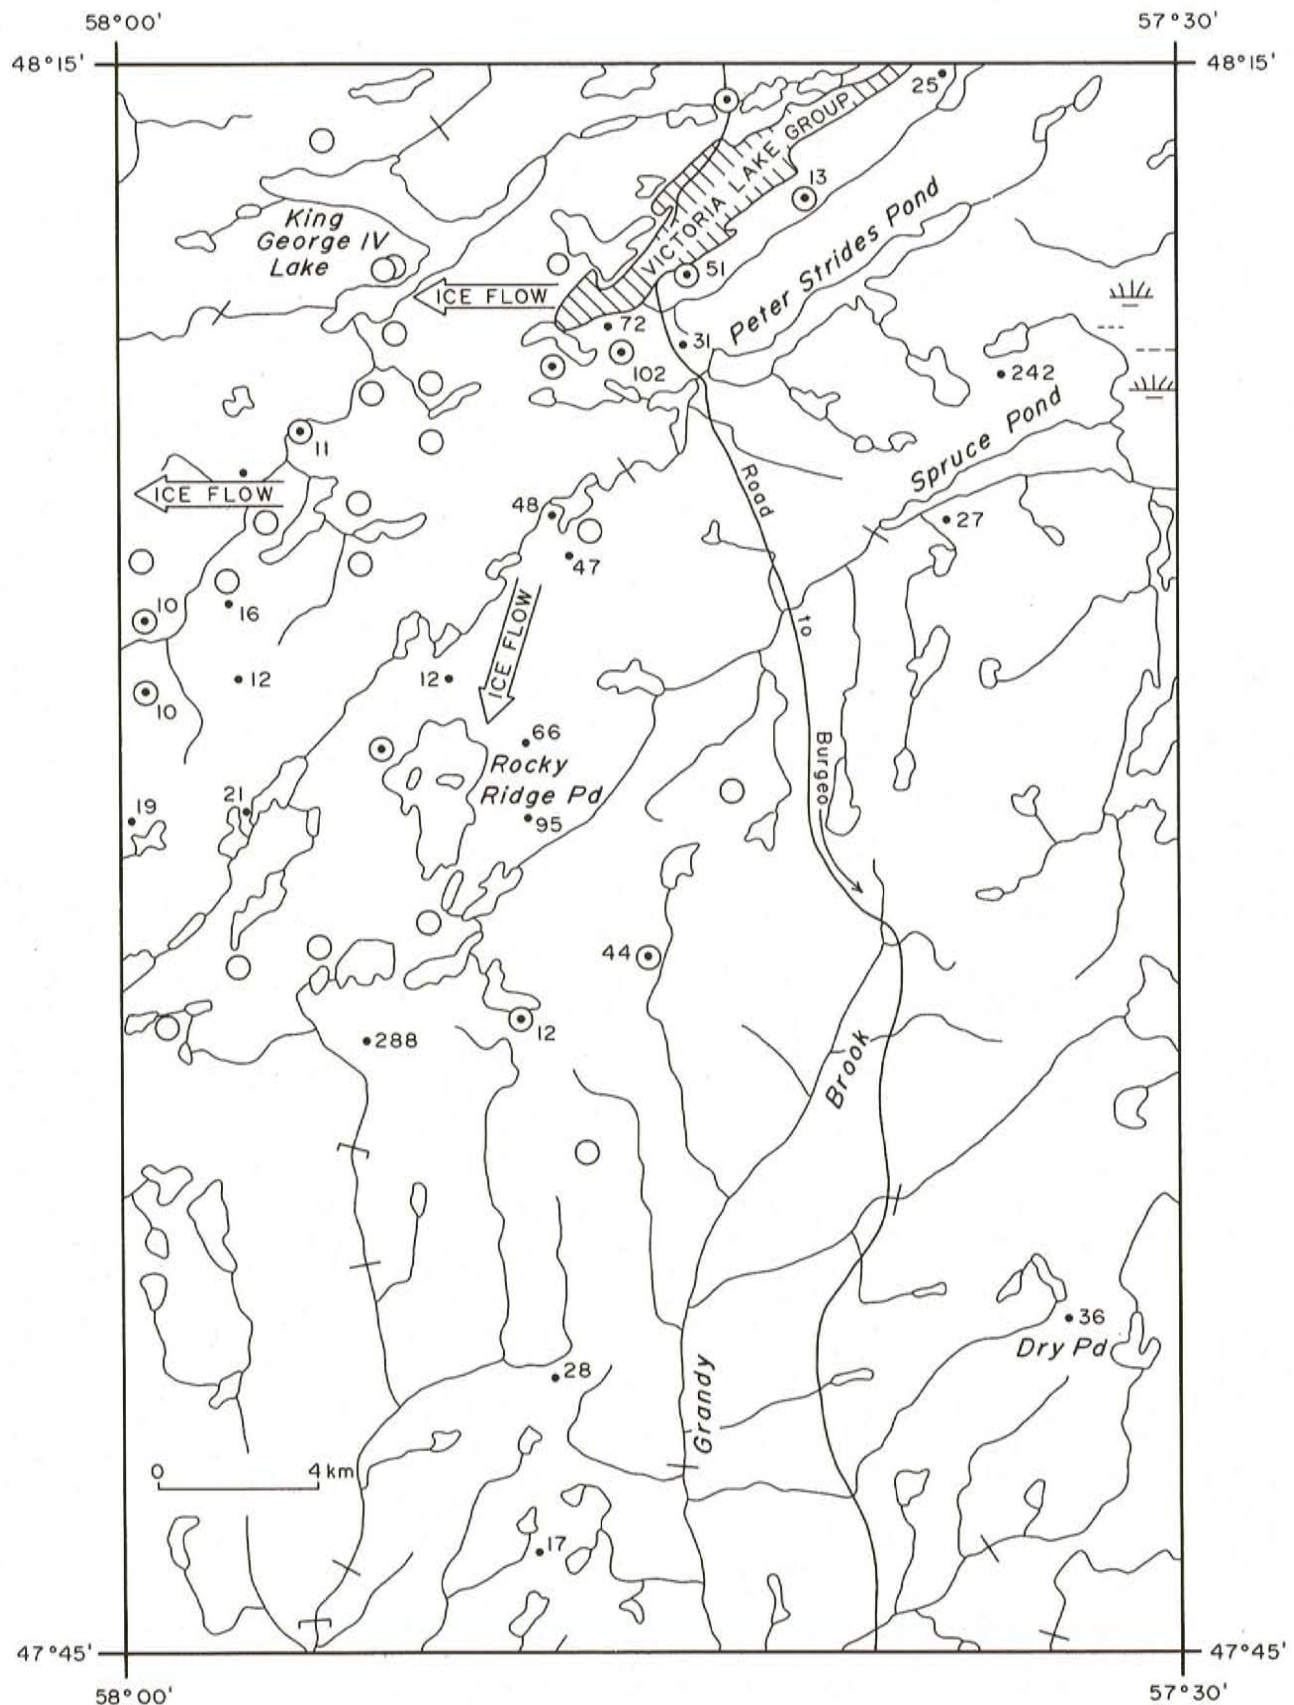 58°00'
57°30'
48°15'
48°15'
25
VICTORIA LAKE GROUP
13
King
George IV
Lake
51
Peter Strides Pond
ICE FLOW
72
31
102
242
11
Spruce Pond
Road
ICE FLOW
48
27
47
10
16
to
ICE FLOW
12
12
10
66
Rocky
Ridge Pd
Burgeo
19
21
95
44
12
288
Brook
36
Dry Pd
28
Grandy
0
4 km
17
47°45'
47°45'
58°00'
57°30'